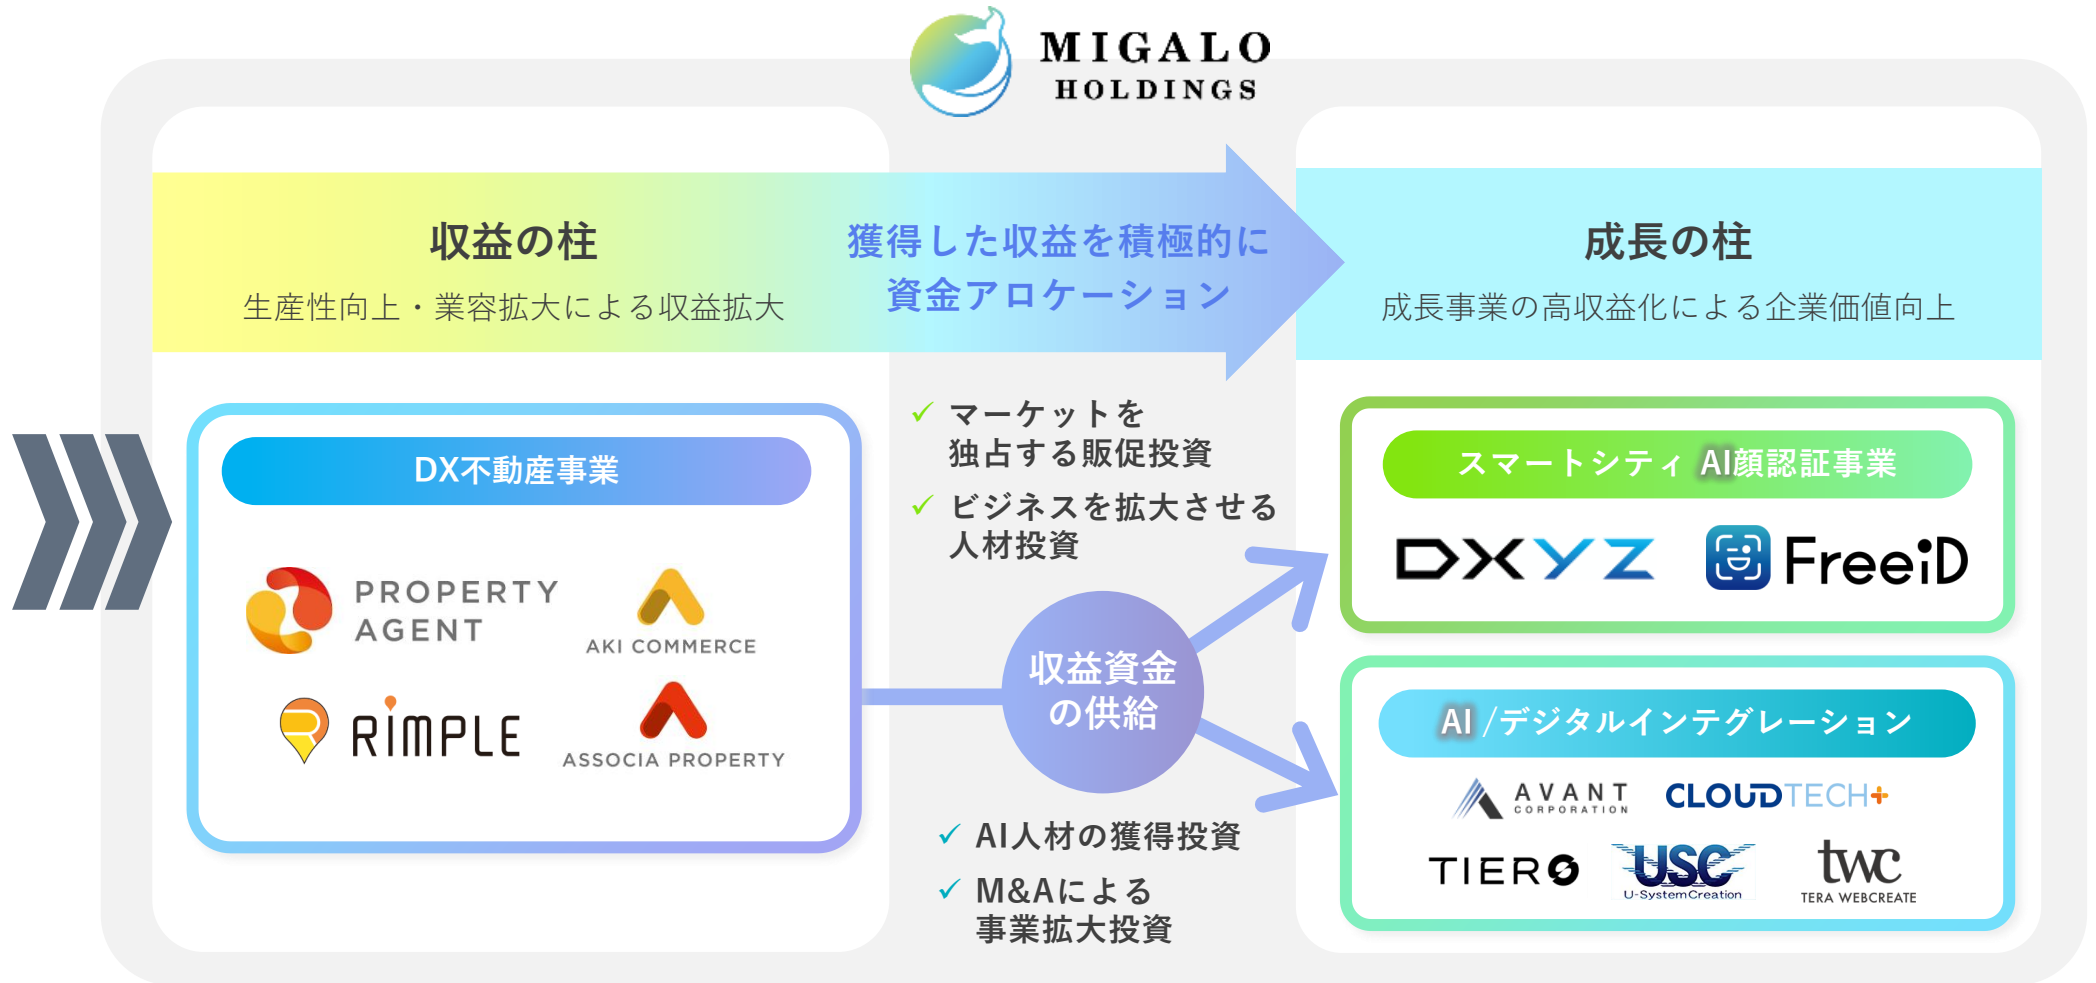 MIGALO
HOLDINGS
収益の柱
生産性向上・業容拡大による収益拡大
獲得した収益を積極的に
資金アロケーション
成長の柱
成長事業の高収益化による企業価値向上
DX不動産事業
PROPERTY
AGENT
AKI COMMERCE
RIMPLE
ASSOCIA PROPERTY
✓ マーケットを
独占する販促投資
✓ ビジネスを拡大させる
人材投資
収益資金
の供給
✓ AI人材の獲得投資
✓ M&Aによる
事業拡大投資
スマートシティ AI顔認証事業
DXYZ
FreeiD
AI /デジタルインテグレーション
AVANT
CORPORATION
CLOUDTECH+
TIER0
USC
U-SystemCreation
twc
TERA WEBCREATE